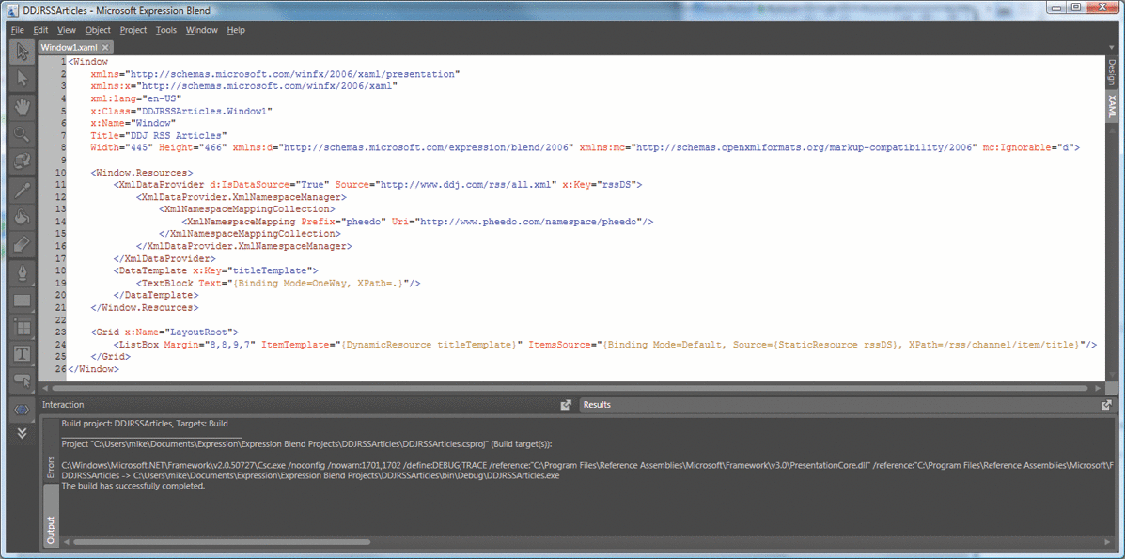 DDJRSSArticles - Microsoft Expression Blend
File Edit View Object Project Tools Window Help
Window1.xaml
Design
XAML
1 <Window
2 xmlns="http://schemas.microsoft.com/winfx/2006/xaml/presentation"
3 xmlns:x="http://schemas.microsoft.com/winfx/2006/xaml"
4 xml:lang="en-US"
5 x:Class="DDJRSSArticles.Window1"
6 x:Name="Window"
7 Title="DDJ RSS Articles"
8 Width="445" Height="466" xmlns:d="http://schemas.microsoft.com/expression/blend/2006" xmlns:mc="http://schemas.openxmlformats.org/markup-compatibility/2006" mc:Ignorable="d">
9
10 <Window.Resources>
11 <XmlDataProvider d:IsDataSource="True" Source="http://www.ddj.com/rss/all.xml" x:Key="rssDS">
12 <XmlDataProvider.XmlNamespaceManager>
13 <XmlNamespaceMappingCollection>
14 <XmlNamespaceMapping Prefix="pheedo" Uri="http://www.pheedo.com/namespace/pheedo"/>
15 </XmlNamespaceMappingCollection>
16 </XmlDataProvider.XmlNamespaceManager>
17 </XmlDataProvider>
18 <DataTemplate x:Key="titleTemplate">
19 <TextBlock Text="{Binding Mode=OneWay, XPath=.}"/>
20 </DataTemplate>
21 </Window.Resources>
22
23 <Grid x:Name="LayoutRoot">
24 <ListBox Margin="8,8,9,7" ItemTemplate="{DynamicResource titleTemplate}" ItemsSource="{Binding Mode=Default, Source={StaticResource rssDS}, XPath=/rss/channel/item/title}"/>
25 </Grid>
26 </Window>
Interaction
Results
Errors
Output
Build project: DDJRSSArticles, Targets: Build
Project "C:\Users\mike\Documents\Expression\Expression Blend Projects\DDJRSSArticles\DDJRSSArticles.csproj" (Build target(s)):
C:\Windows\Microsoft.NET\Framework\v2.0.50727\Csc.exe /noconfig /nowarn:1701,1702 /define:DEBUG;TRACE /reference:"C:\Program Files\Reference Assemblies\Microsoft\Framework\v3.0\PresentationCore.dll" /reference:"C:\Program Files\Reference Assemblies\Microsoft\F
DDJRSSArticles -> C:\Users\mike\Documents\Expression\Expression Blend Projects\DDJRSSArticles\bin\Debug\DDJRSSArticles.exe
The build has successfully completed.